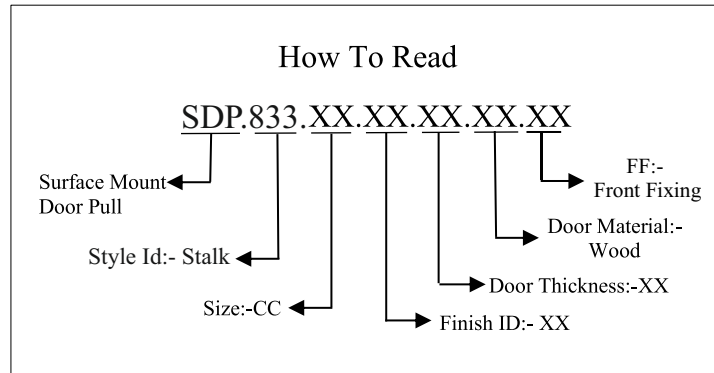 How To Read
SDP.833.XX.XX.XX.XX.XX
Surface Mount
Door Pull
Style Id:- Stalk
Size:-CC
Finish ID:- XX
Door Thickness:-XX
Door Material:-
Wood
FF:-
Front Fixing